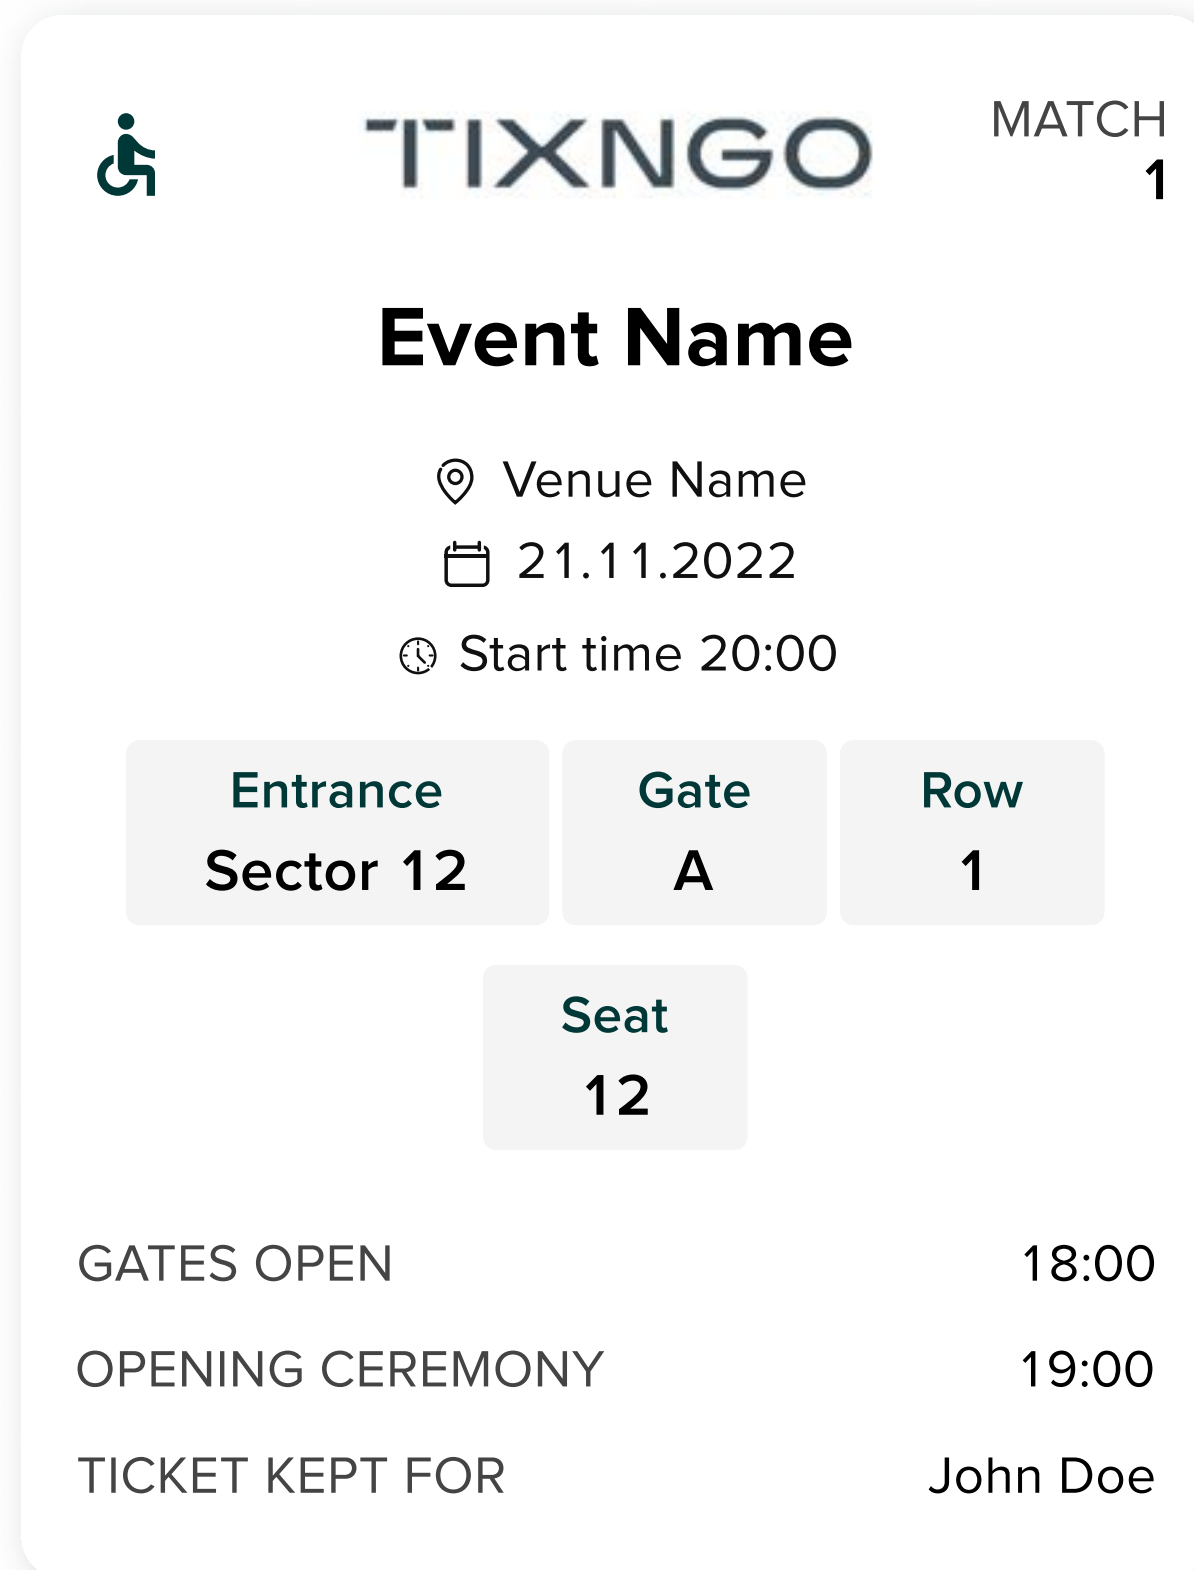 TIXNGO
MATCH
1
Event Name
Venue Name
21.11.2022
Start time 20:00
Entrance
Sector 12
Gate
A
Row
1
Seat
12
GATES OPEN 18:00
OPENING CEREMONY 19:00
TICKET KEPT FOR John Doe